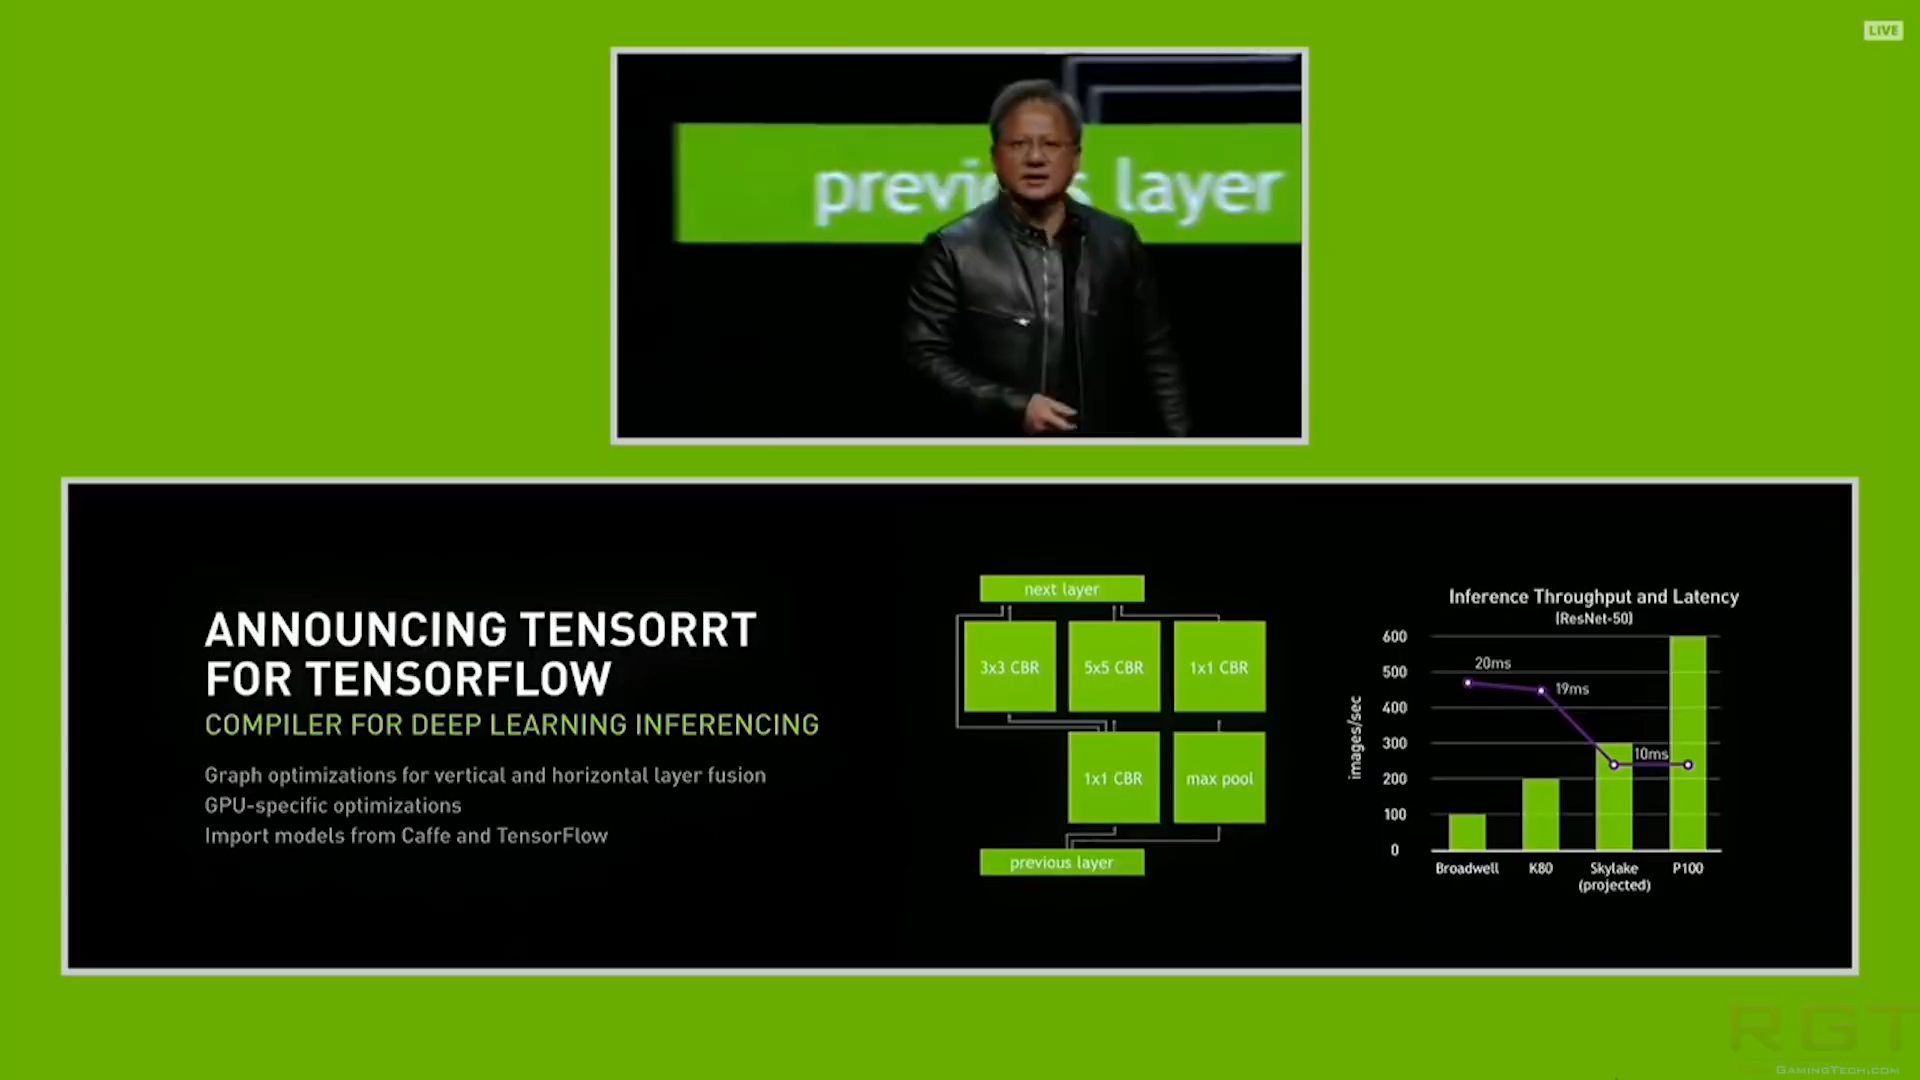 LIVE
previ s layer
ANNOUNCING TENSORRT
FOR TENSORFLOW
COMPILER FOR DEEP LEARNING INFERENCING
Graph optimizations for vertical and horizontal layer fusion
GPU-specific optimizations
Import models from Caffe and TensorFlow
next layer
3x3 CBR
5x5 CBR
1x1 CBR
1x1 CBR
max pool
previous layer
Inference Throughput and Latency
(ResNet-50)
images/sec
600
500
400
300
200
100
0
20ms
19ms
10ms
Broadwell
K80
Skylake
(projected)
P100
RGT
GamingTech.com